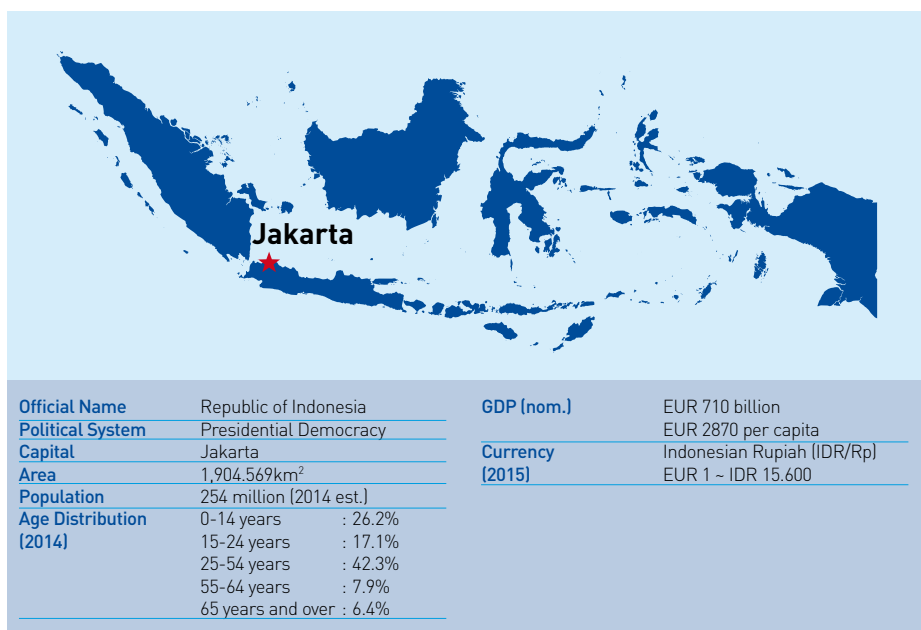 Jakarta
Official Name Republic of Indonesia
Political System Presidential Democracy
Capital Jakarta
Area 1,904.569km²
Population 254 million (2014 est.)
Age Distribution 0-14 years : 26.2%
(2014) 15-24 years : 17.1%
25-54 years : 42.3%
55-64 years : 7.9%
65 years and over : 6.4%
GDP (nom.) EUR 710 billion
EUR 2870 per capita
Currency Indonesian Rupiah (IDR/Rp)
(2015) EUR 1 ~ IDR 15.600